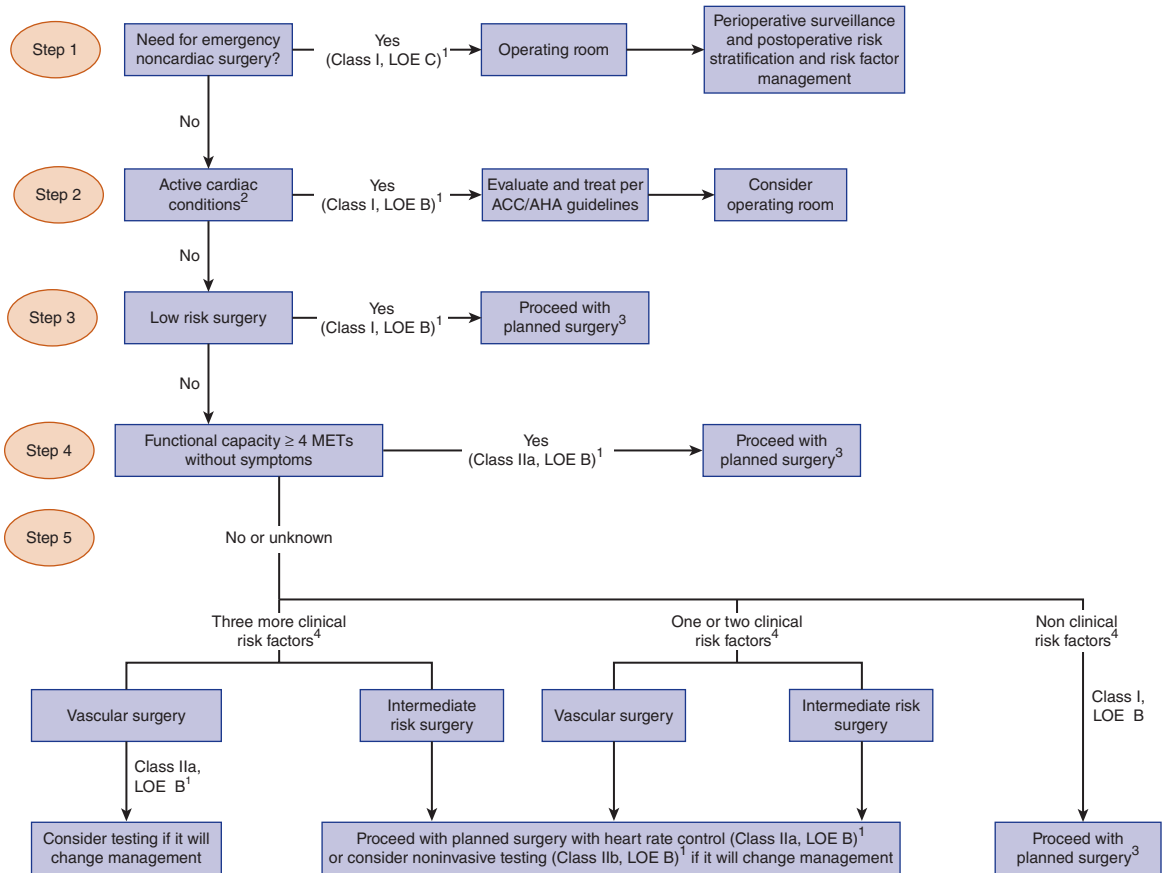 Step 1
Need for emergency
noncardiac surgery?
Yes
(Class I, LOE C)1
Operating room
Perioperative surveillance
and postoperative risk
stratification and risk factor
management
No
Step 2
Active cardiac
conditions2
Yes
(Class I, LOE B)1
Evaluate and treat per
ACC/AHA guidelines
Consider
operating room
No
Step 3
Low risk surgery
Yes
(Class I, LOE B)1
Proceed with
planned surgery3
No
Step 4
Functional capacity ≥ 4 METs
without symptoms
Yes
(Class IIa, LOE B)1
Proceed with
planned surgery3
Step 5
No or unknown
Three more clinical
risk factors4
One or two clinical
risk factors4
Non clinical
risk factors4
Vascular surgery
Intermediate
risk surgery
Vascular surgery
Intermediate risk
surgery
Class I,
LOE B
Class IIa,
LOE B1
Consider testing if it will
change management
Proceed with planned surgery with heart rate control (Class IIa, LOE B)1
or consider noninvasive testing (Class IIb, LOE B)1 if it will change management
Proceed with
planned surgery3